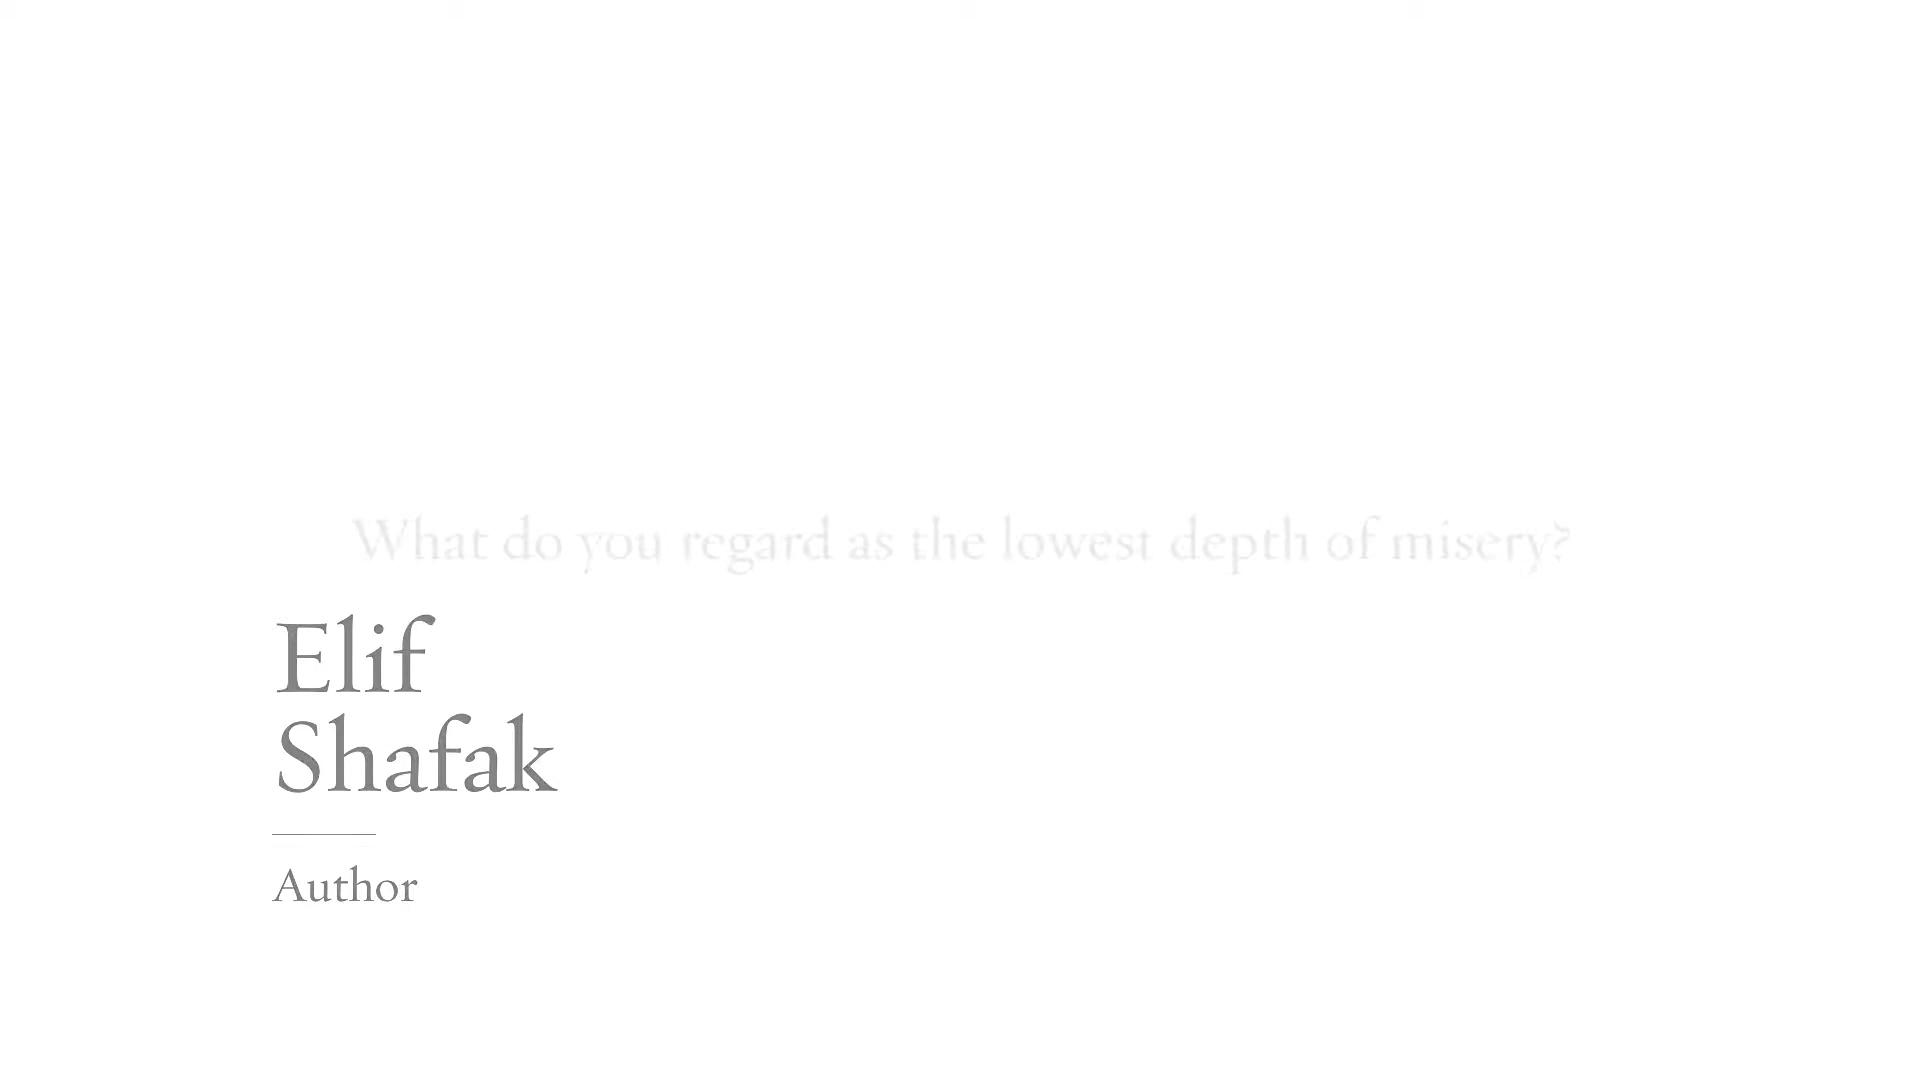 What do you regard as the lowest depth of misery?
Elif
Shafak
Author